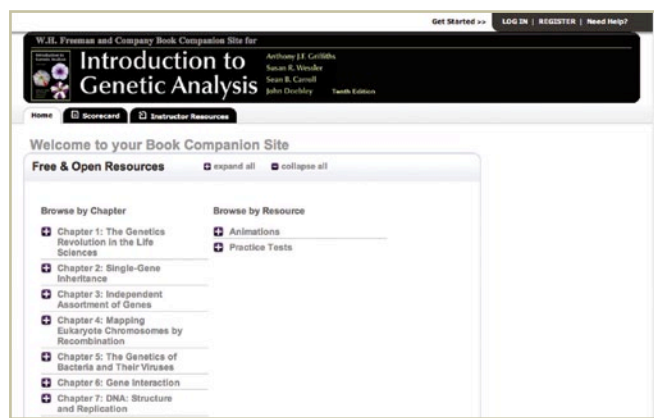 Get Started >> LOG IN | REGISTER | Need Help?
W.H. Freeman and Company Book Companion Site for
Introduction to
Genetic Analysis
Anthony J.F. Griffiths
Susan R. Wessler
Sean B. Carroll
John Doebley Tenth Edition
Home Scorecard Instructor Resources
Welcome to your Book Companion Site
Free & Open Resources expand all collapse all
Browse by Chapter
Chapter 1: The Genetics
Revolution in the Life
Sciences
Chapter 2: Single-Gene
Inheritance
Chapter 3: Independent
Assortment of Genes
Chapter 4: Mapping
Eukaryote Chromosomes by
Recombination
Chapter 5: The Genetics of
Bacteria and Their Viruses
Chapter 6: Gene Interaction
Chapter 7: DNA: Structure
and Replication
Browse by Resource
Animations
Practice Tests